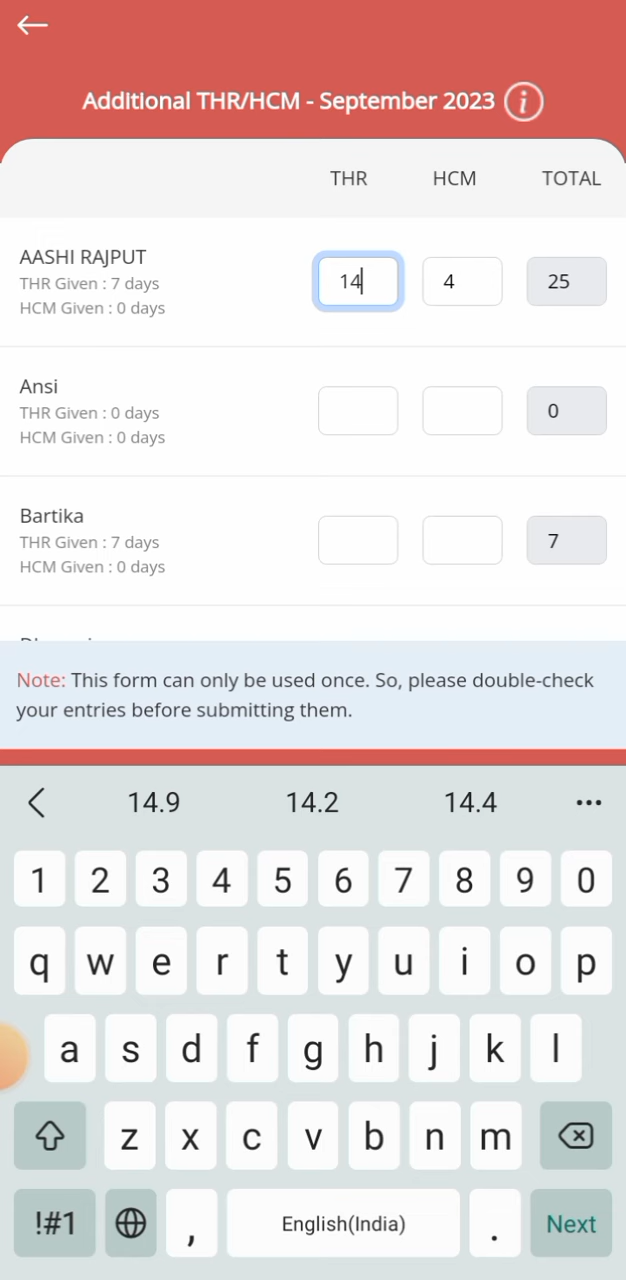 Additional THR/HCM - September 2023 i
THR HCM TOTAL
AASHI RAJPUT
THR Given : 7 days
HCM Given : 0 days
14 4 25
Ansi
THR Given : 0 days
HCM Given : 0 days
0
Bartika
THR Given : 7 days
HCM Given : 0 days
7
Note: This form can only be used once. So, please double-check
your entries before submitting them.
14.9 14.2 14.4 ...
1 2 3 4 5 6 7 8 9 0
q w e r t y u i o p
a s d f g h j k l
z x c v b n m
!#1 , English(India) . Next